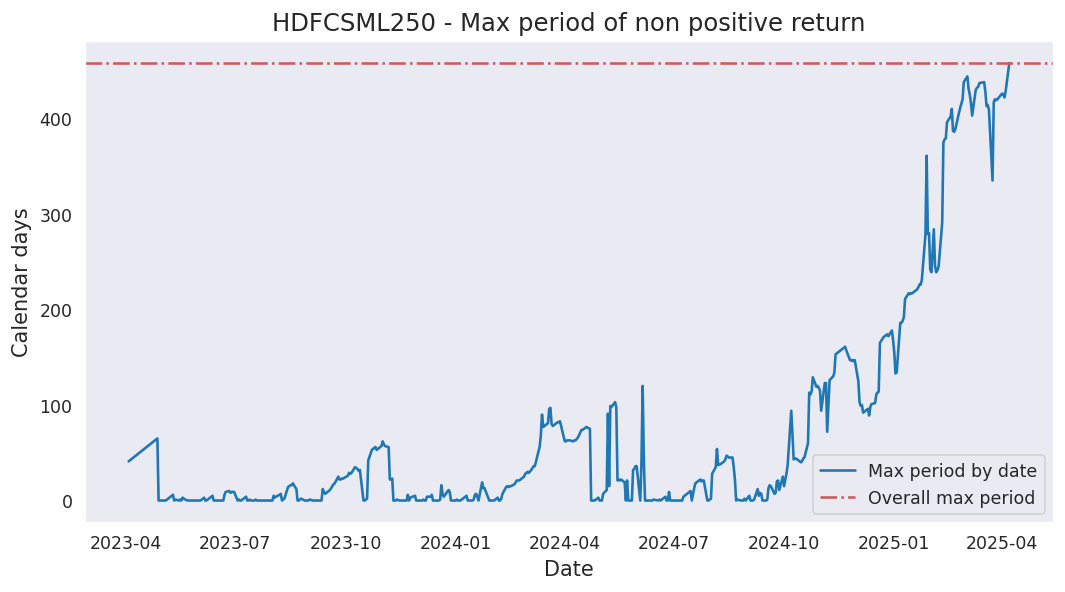 HDFCSML250 - Max period of non positive return
Calendar days
400
300
200
100
0
Max period by date
Overall max period
2023-04 2023-07 2023-10 2024-01 2024-04 2024-07 2024-10 2025-01 2025-04
Date